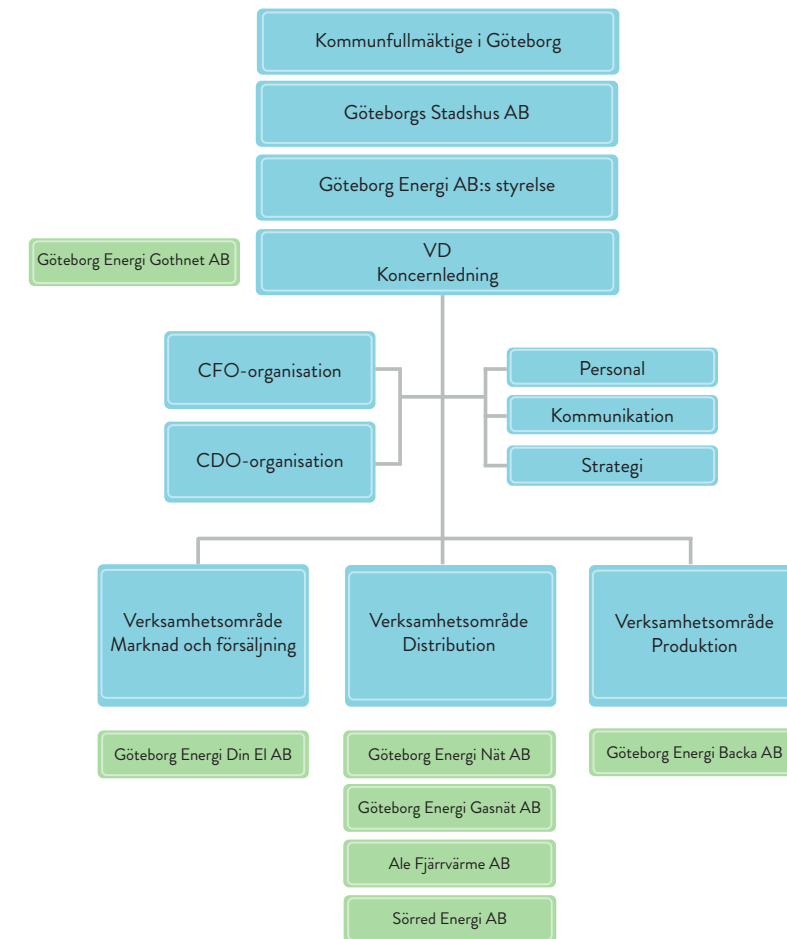 Kommunfullmäktige i Göteborg
Göteborgs Stadshus AB
Göteborg Energi AB:s styrelse
Göteborg Energi Gothnet AB
VD
Koncernledning
CFO-organisation
CDO-organisation
Personal
Kommunikation
Strategi
Verksamhetsområde
Marknad och försäljning
Verksamhetsområde
Distribution
Verksamhetsområde
Produktion
Göteborg Energi Din El AB
Göteborg Energi Nät AB
Göteborg Energi Gasnät AB
Ale Fjärrvärme AB
Sörred Energi AB
Göteborg Energi Backa AB